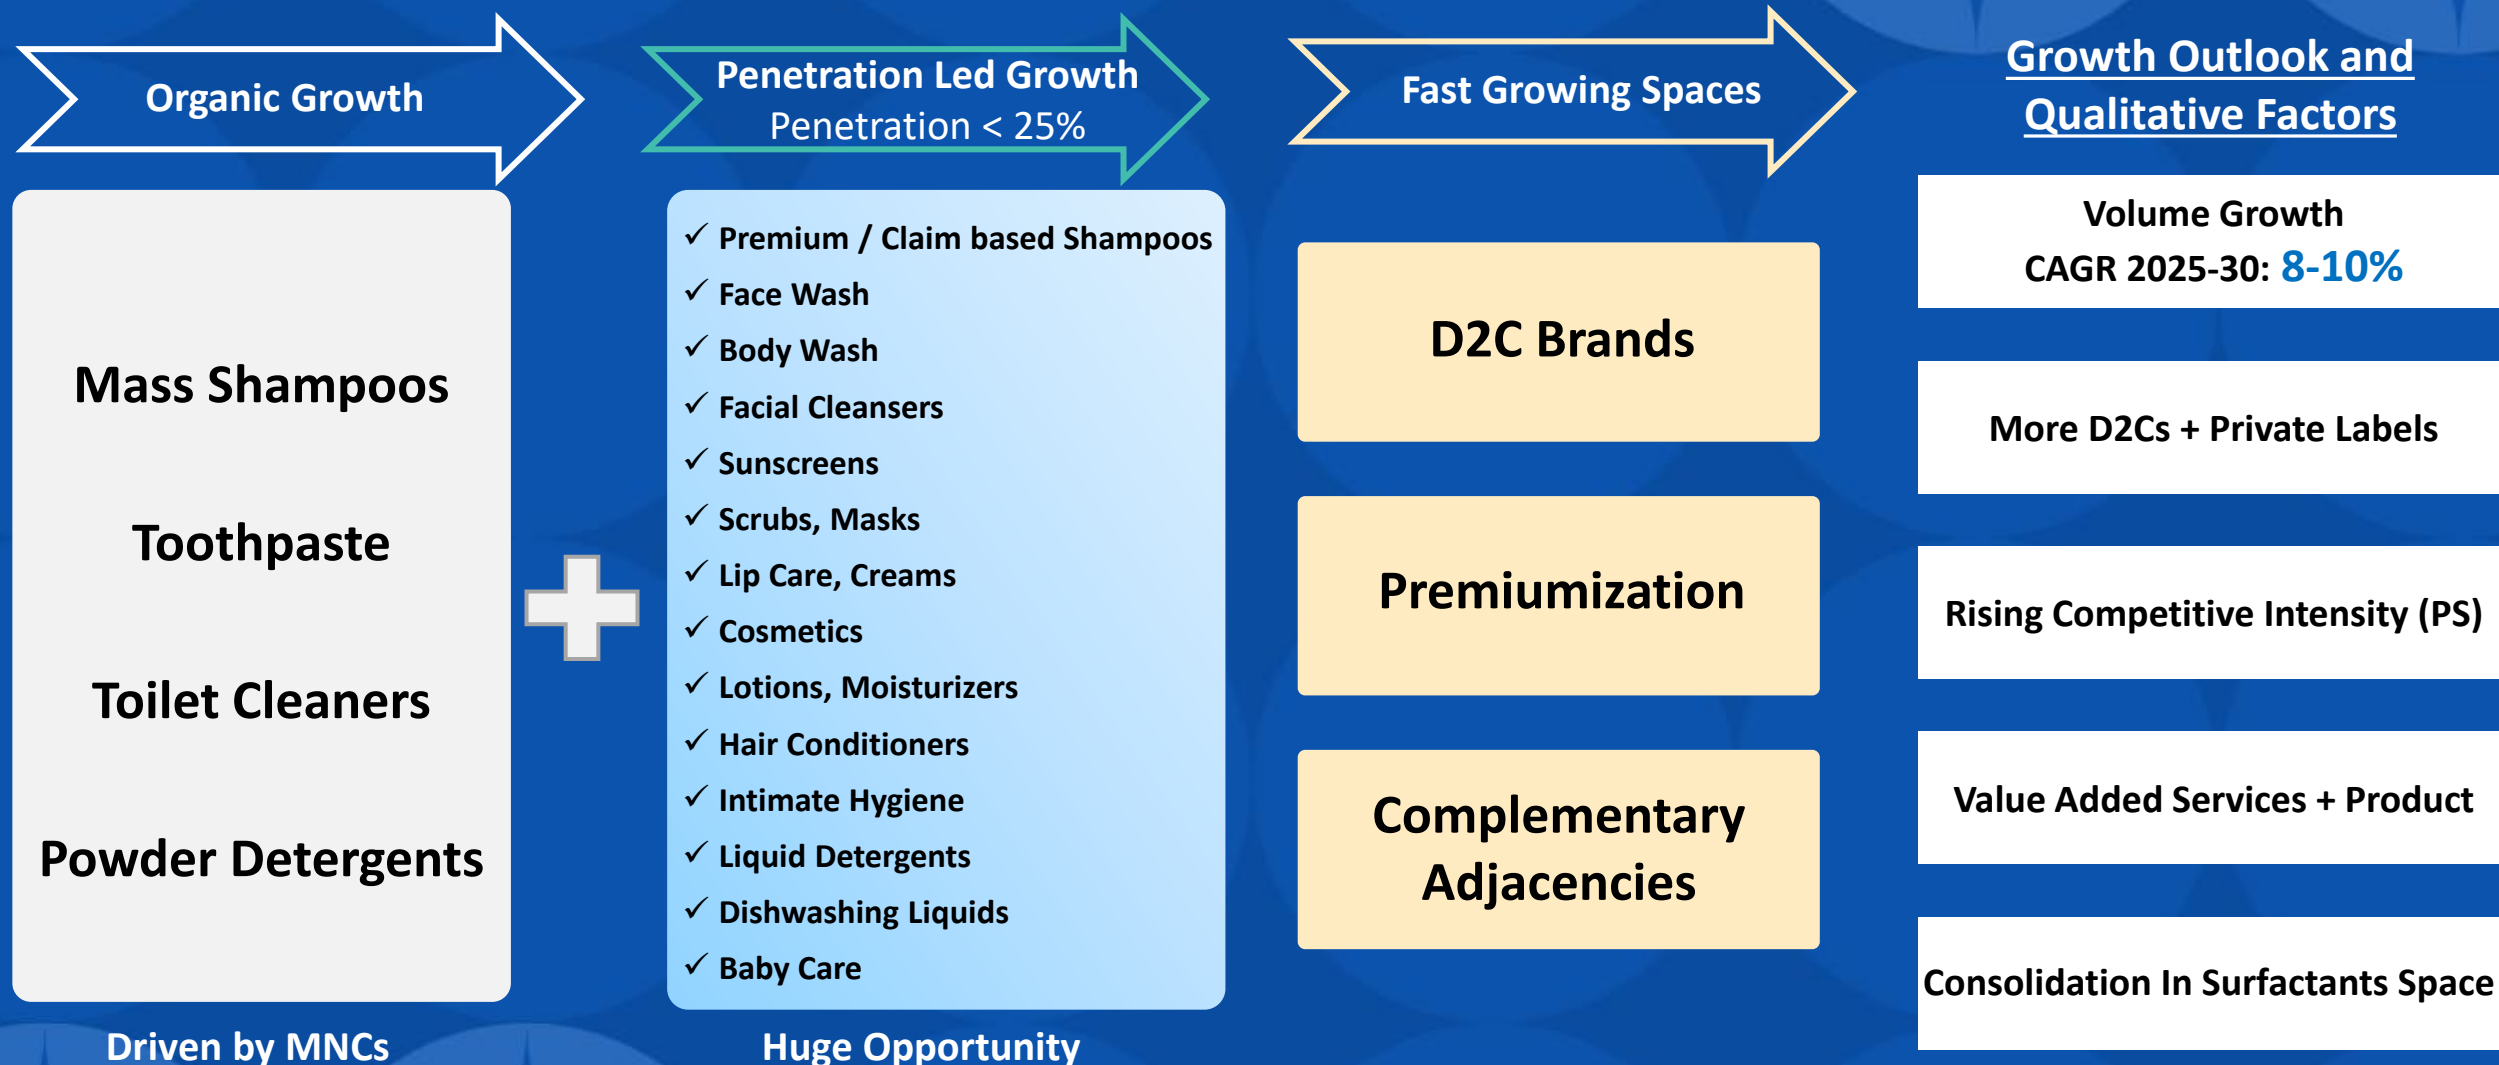 Organic Growth
Mass Shampoos
Toothpaste
Toilet Cleaners
Powder Detergents
Driven by MNCs
Penetration Led Growth
Penetration < 25%
✓ Premium / Claim based Shampoos
✓ Face Wash
✓ Body Wash
✓ Facial Cleansers
✓ Sunscreens
✓ Scrubs, Masks
✓ Lip Care, Creams
✓ Cosmetics
✓ Lotions, Moisturizers
✓ Hair Conditioners
✓ Intimate Hygiene
✓ Liquid Detergents
✓ Dishwashing Liquids
✓ Baby Care
Huge Opportunity
Fast Growing Spaces
D2C Brands
Premiumization
Complementary
Adjacencies
Growth Outlook and
Qualitative Factors
Volume Growth
CAGR 2025-30: 8-10%
More D2Cs + Private Labels
Rising Competitive Intensity (PS)
Value Added Services + Product
Consolidation In Surfactants Space